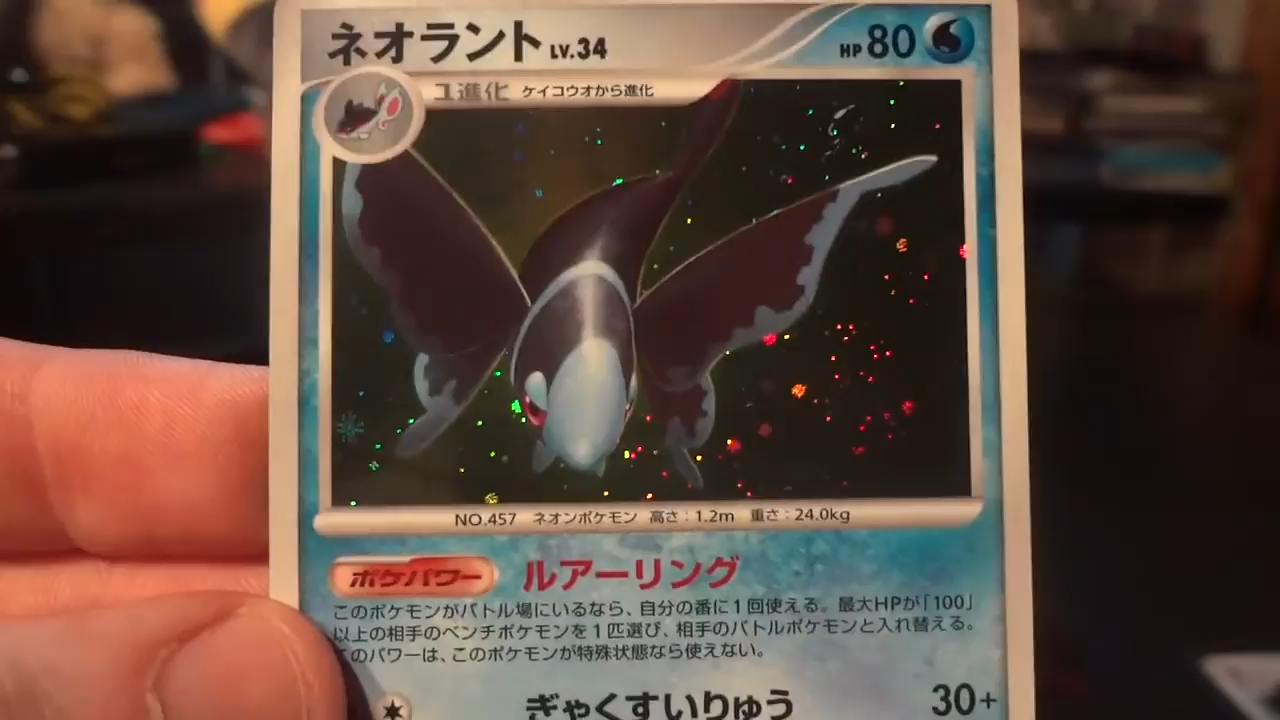 ネオラント LV.34 HP 80
1進化 ケイコウオから進化
NO.457 ネオンポケモン 高さ：1.2m 重さ：24.0kg
ポケパワー ルアーリング
このポケモンがバトル場にいるなら、自分の番に1回使える。最大HPが「100」
以上の相手のベンチポケモンを1匹選び、相手のバトルポケモンと入れ替える。
このパワーは、このポケモンが特殊状態なら使えない。
ぎゃくすいりゅう 30+